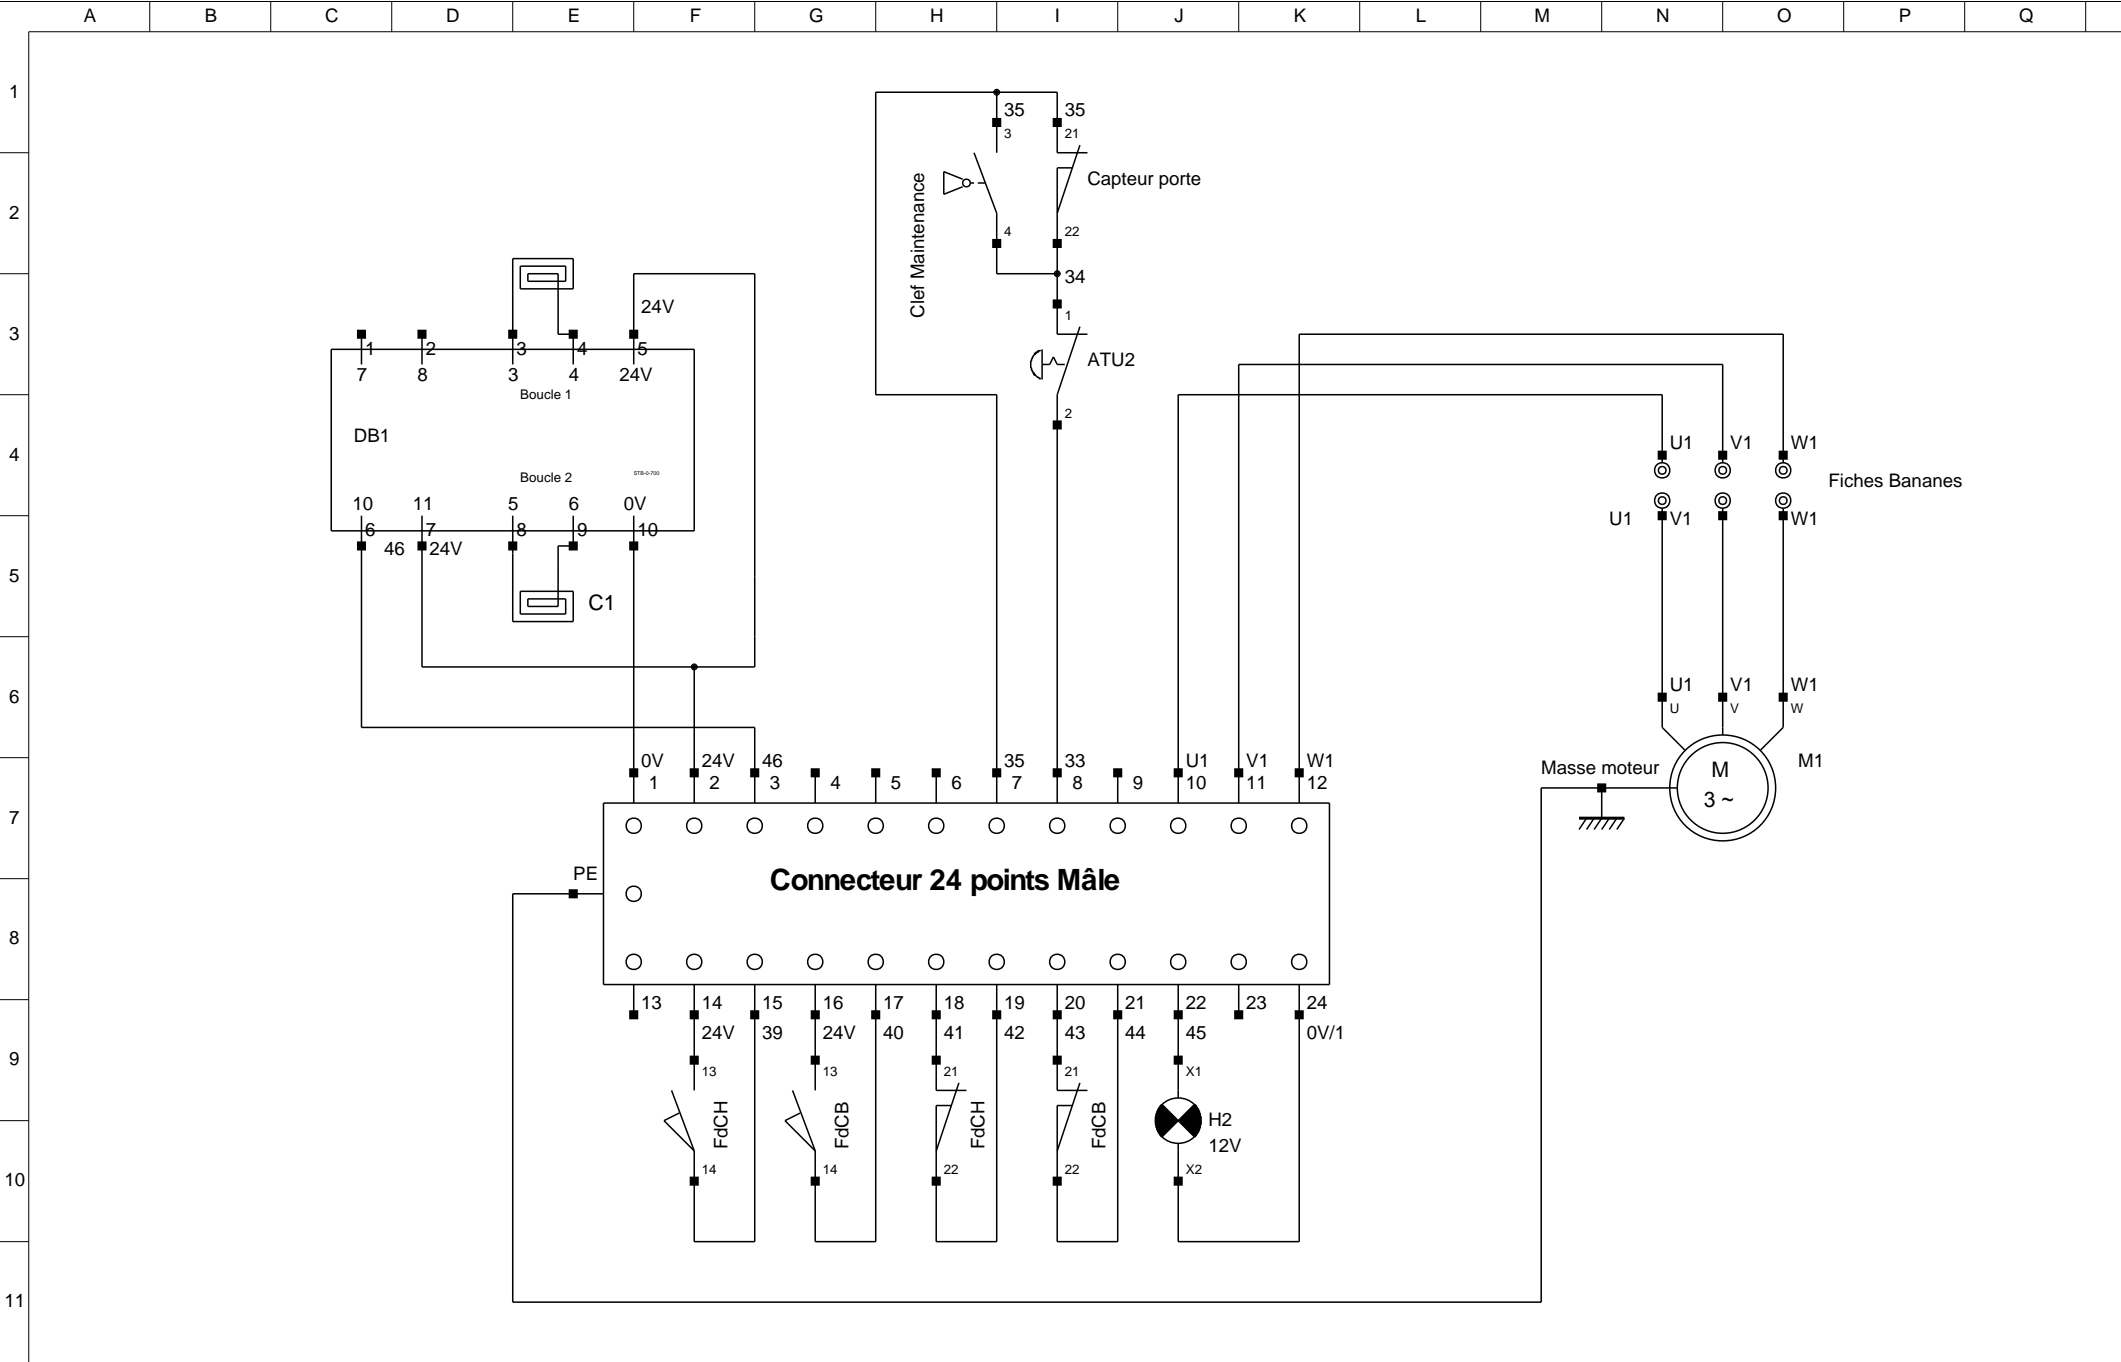 A B C D E F G H I J K L M N O P Q
1
35 35
3 21
Clef Maintenance
Capteur porte
2
4 22
34
24V
3
1
1 2 3 4 5
7 8 3 4 24V
Boucle 1
ATU2
2
DB1
4
U1 V1 W1
Fiches Bananes
Boucle 2
STB-0-700
10 11 5 6 0V
6 7 8 9 10
46 24V
U1 V1 W1
5
C1
6
U1 V1 W1
U V W
0V 24V 46 35 33 U1 V1 W1
1 2 3 4 5 6 7 8 9 10 11 12
Masse moteur
M
3 ~
M1
7
PE
Connecteur 24 points Mâle
8
13 14 15 16 17 18 19 20 21 22 23 24
24V 39 24V 40 41 42 43 44 45 0V/1
9
13 13 21 21 X1
FdCH
FdCB
FdCH
FdCB
H2
12V
10
14 14 22 22 X2
11